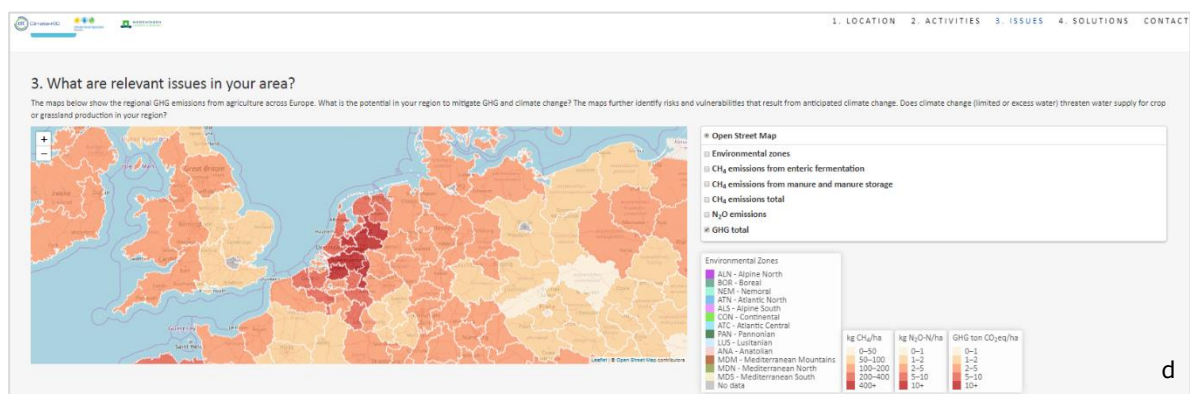 1. LOCATION 2. ACTIVITIES 3. ISSUES 4. SOLUTIONS CONTACT
3. What are relevant issues in your area?
The maps below show the regional GHG emissions from agriculture across Europe. What is the potential in your region to mitigate GHG and climate change? The maps further identify risks and vulnerabilities that result from anticipated climate change. Does climate change (limited or excess water) threaten water supply for crop
or grassland production in your region?
+
−
Great Britain
Leaflet | © Open Street Map contributors
Open Street Map
Environmental zones
CH₄ emissions from enteric fermentation
CH₄ emissions from manure and manure storage
CH₄ emissions total
N₂O emissions
GHG total
Environmental Zones
ALN - Alpine North
BOR - Boreal
NEM - Nemoral
ATN - Atlantic North
ALS - Alpine South
CON - Continental
ATC - Atlantic Central
PAN - Pannonian
LUS - Lusitanian
ANA - Anatolian
MDM - Mediterranean Mountains
MDN - Mediterranean North
MDS - Mediterranean South
No data
kg CH₄/ha
0–50
50–100
100–200
200–400
400+
kg N₂O-N/ha
0–1
1–2
2–5
5–10
10+
GHG ton CO₂eq/ha
0–1
1–2
2–5
5–10
10+
d